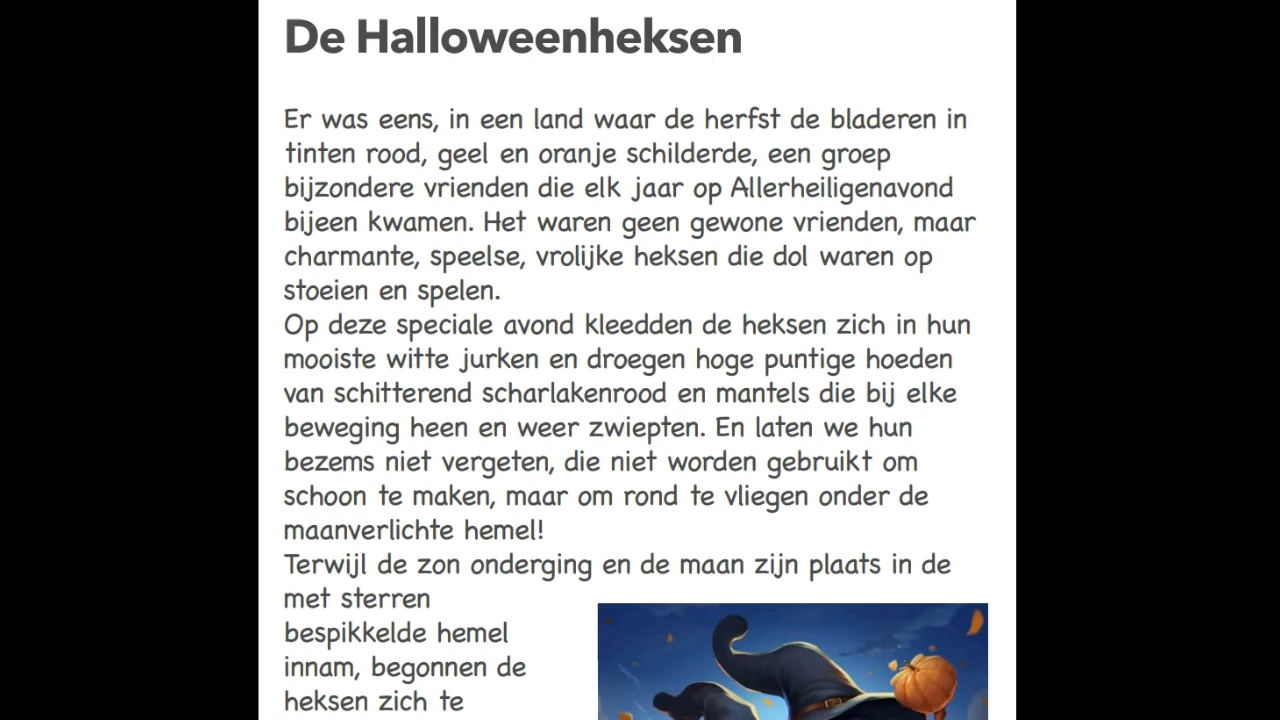 De Halloweenheksen
Er was eens, in een land waar de herfst de bladeren in
tinten rood, geel en oranje schilderde, een groep
bijzondere vrienden die elk jaar op Allerheiligenavond
bijeen kwamen. Het waren geen gewone vrienden, maar
charmante, speelse, vrolijke heksen die dol waren op
stoeien en spelen.
Op deze speciale avond kleedden de heksen zich in hun
mooiste witte jurken en droegen hoge puntige hoeden
van schitterend scharlakenrood en mantels die bij elke
beweging heen en weer zwiepten. En laten we hun
bezems niet vergeten, die niet worden gebruikt om
schoon te maken, maar om rond te vliegen onder de
maanverlichte hemel!
Terwijl de zon onderging en de maan zijn plaats in de
met sterren
bespikkelde hemel
innam, begonnen de
heksen zich te